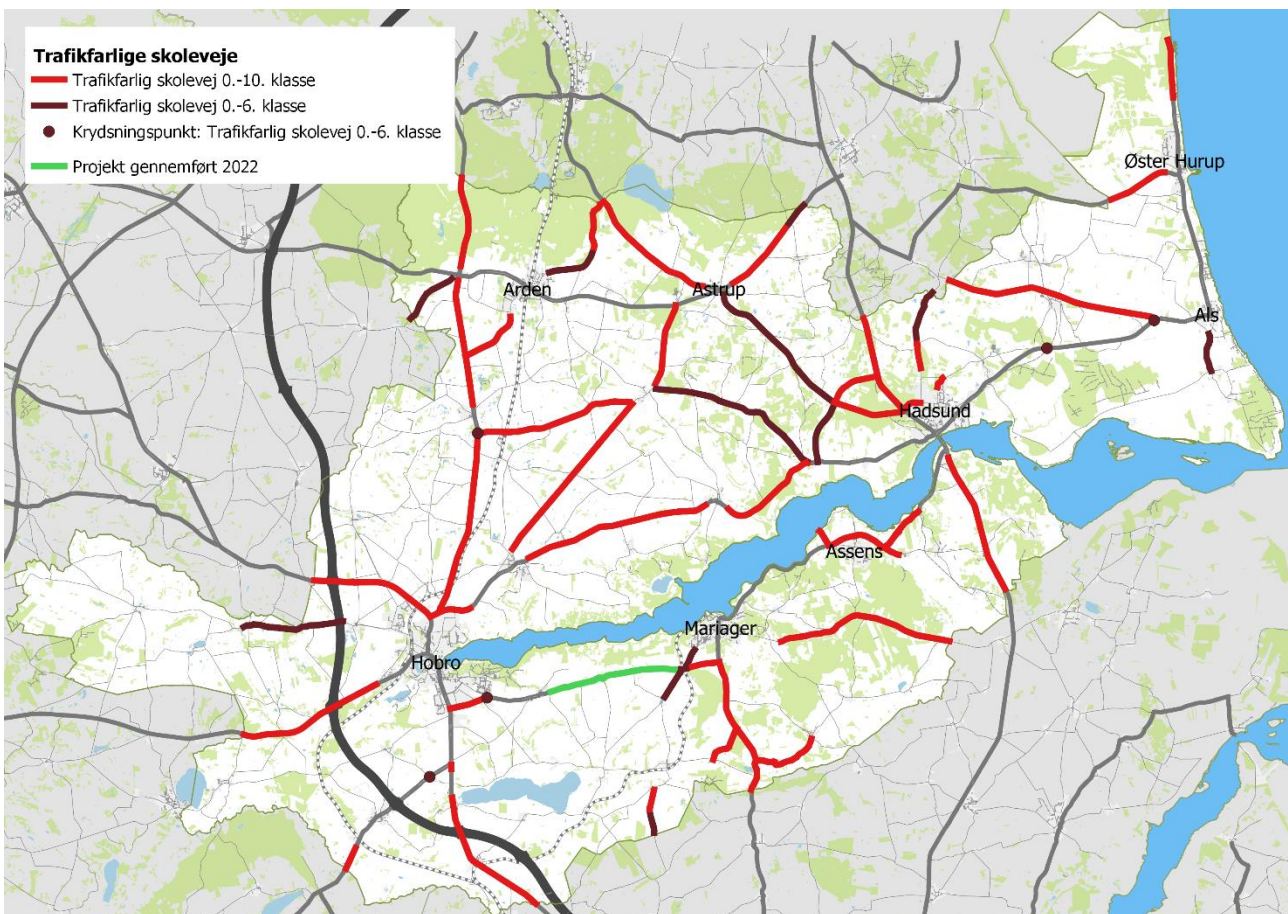 Trafikfarlige skoleveje
Trafikfarlig skolevej 0.-10. klasse
Trafikfarlig skolevej 0.-6. klasse
Krydsningspunkt: Trafikfarlig skolevej 0.-6. klasse
Projekt gennemført 2022
Øster Hurup
Arden
Astrup
Als
Hadsund
Assens
Mariager
Hobro